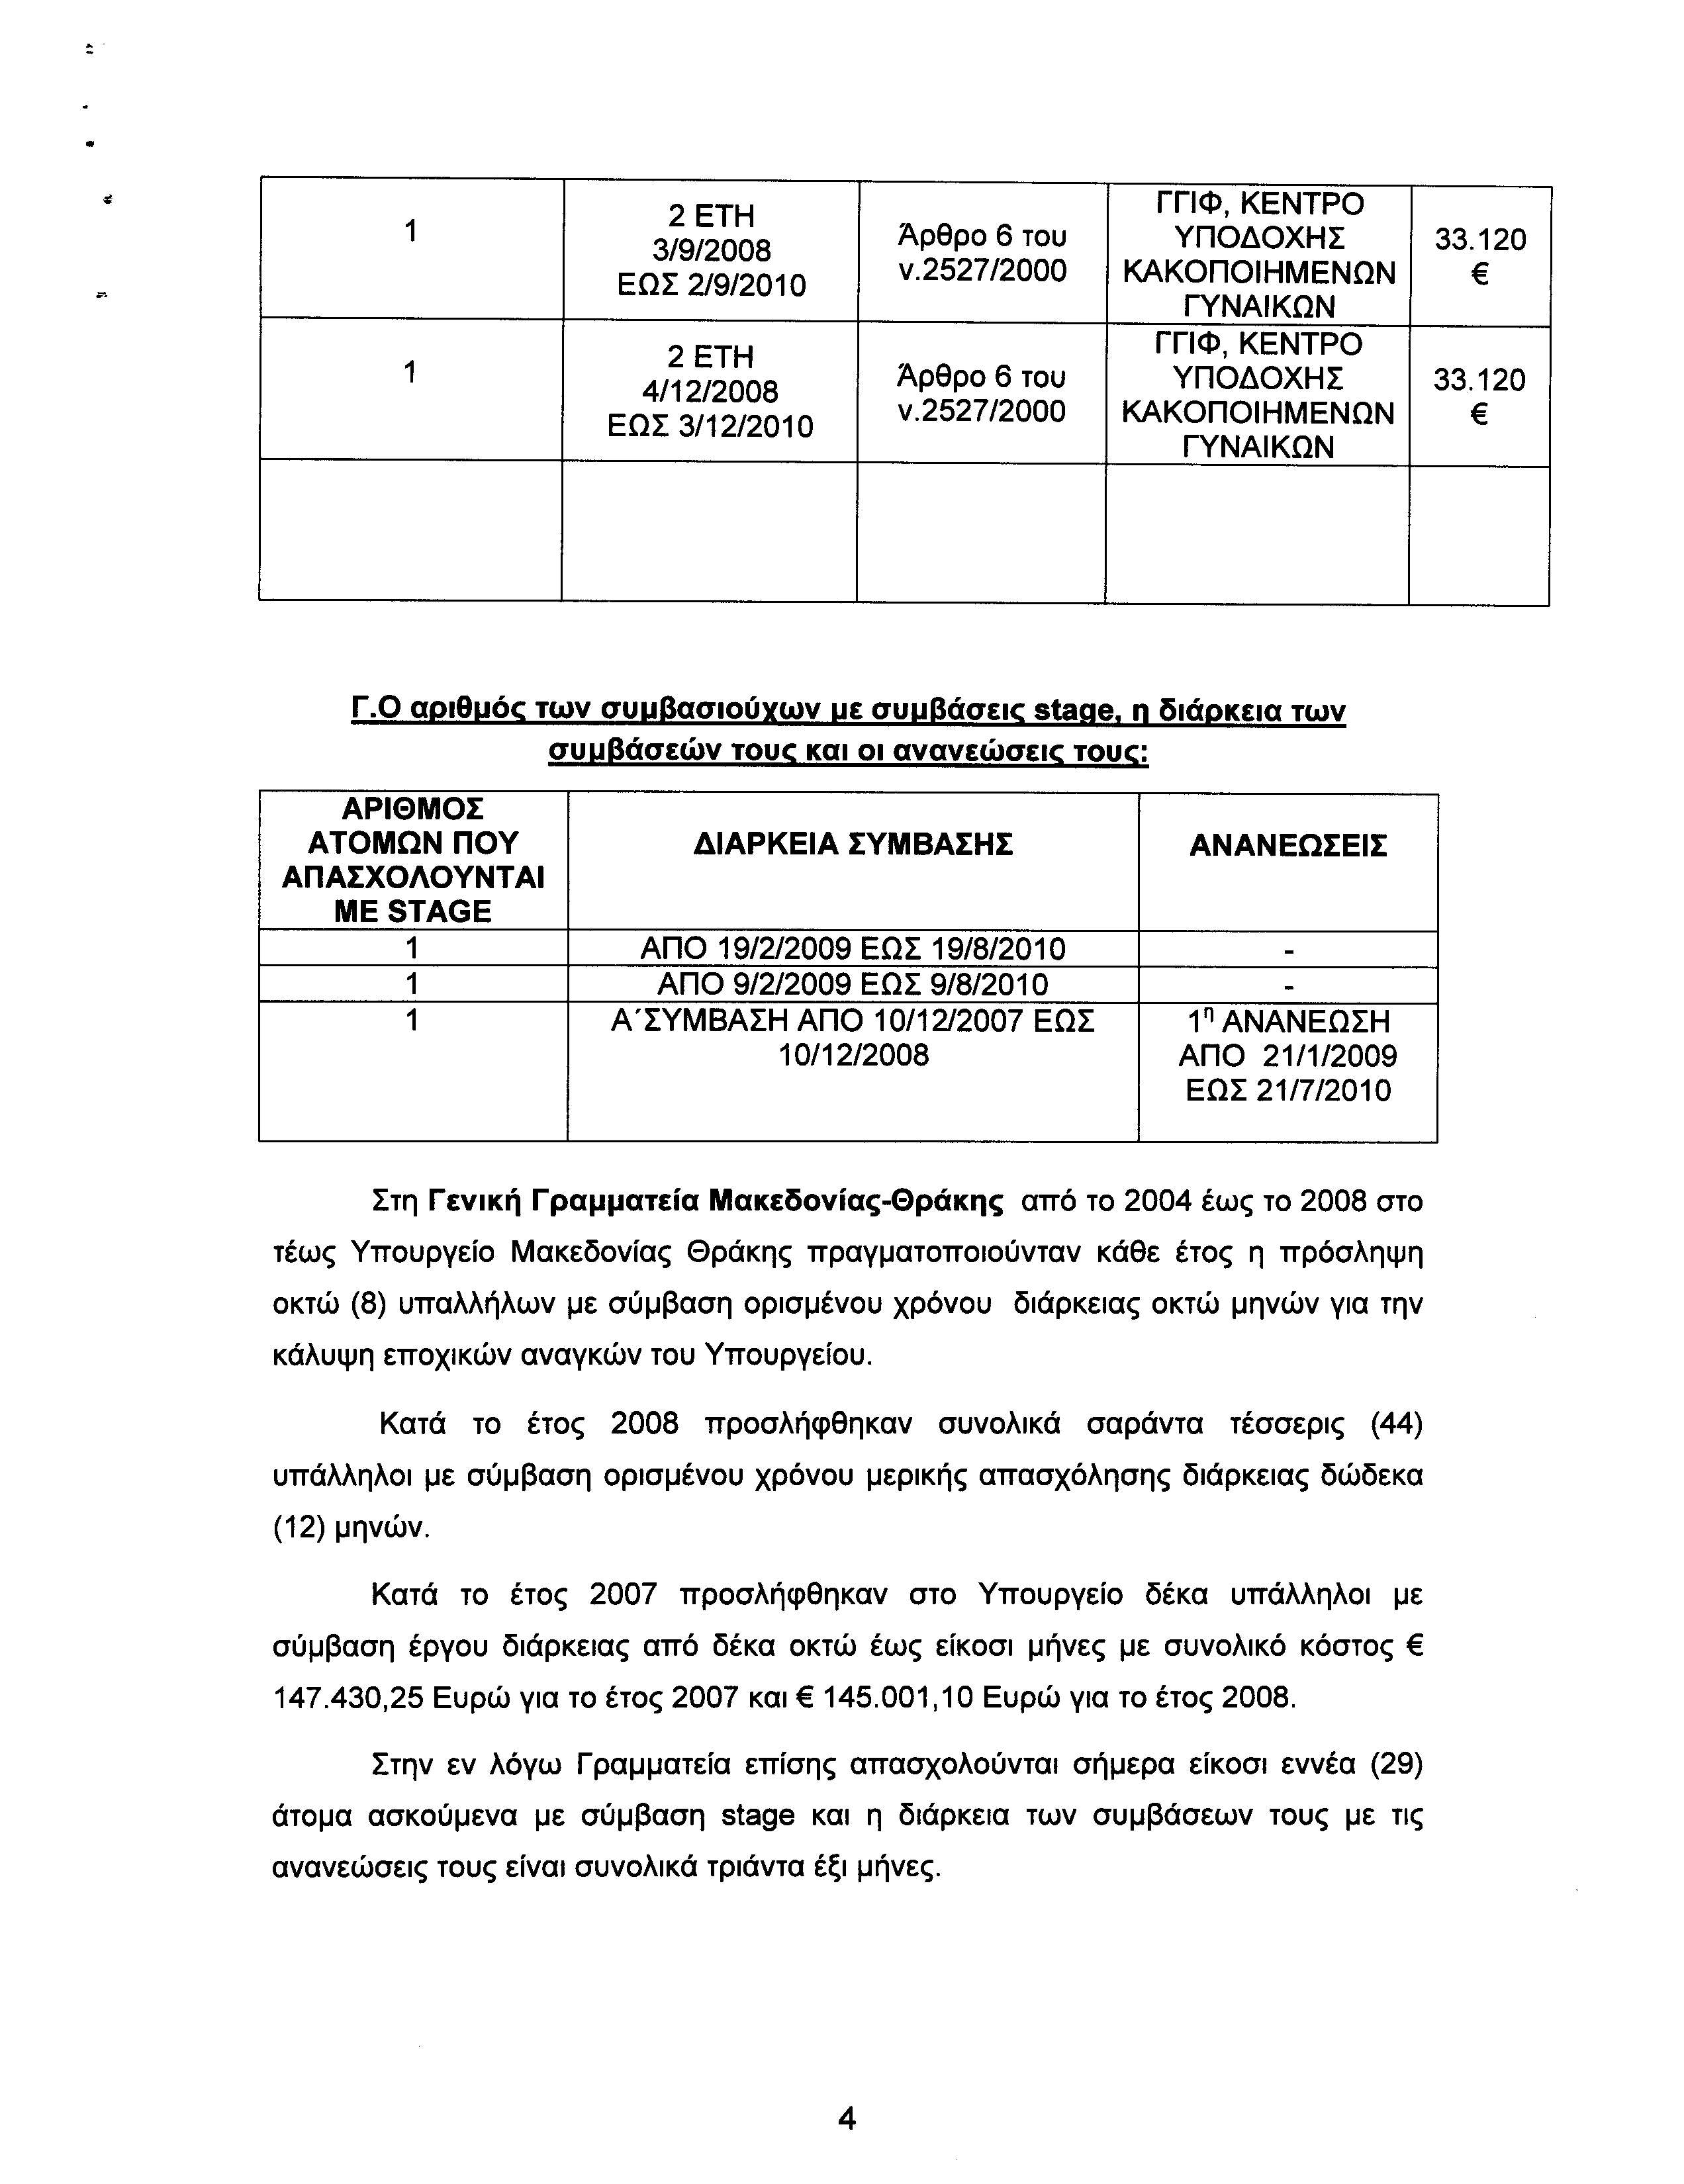 1
2 ΕΤΗ
3/9/2008
ΕΩΣ 2/9/2010
Άρθρο 6 του
ν.2527/2000
ΓΓΙΦ, ΚΕΝΤΡΟ
ΥΠΟΔΟΧΗΣ
ΚΑΚΟΠΟΙΗΜΕΝΩΝ
ΓΥΝΑΙΚΩΝ
33.120
€
1
2 ΕΤΗ
4/12/2008
ΕΩΣ 3/12/2010
Άρθρο 6 του
ν.2527/2000
ΓΓΙΦ, ΚΕΝΤΡΟ
ΥΠΟΔΟΧΗΣ
ΚΑΚΟΠΟΙΗΜΕΝΩΝ
ΓΥΝΑΙΚΩΝ
33.120
€
Γ.Ο αριθμός των συμβασιούχων με συμβάσεις stage, η διάρκεια των
συμβάσεών τους και οι ανανεώσεις τους:
ΑΡΙΘΜΟΣ
ΑΤΟΜΩΝ ΠΟΥ
ΑΠΑΣΧΟΛΟΥΝΤΑΙ
ΜΕ STAGE
ΔΙΑΡΚΕΙΑ ΣΥΜΒΑΣΗΣ
ΑΝΑΝΕΩΣΕΙΣ
1 ΑΠΟ 19/2/2009 ΕΩΣ 19/8/2010 -
1 ΑΠΟ 9/2/2009 ΕΩΣ 9/8/2010 -
1
Α΄ΣΥΜΒΑΣΗ ΑΠΟ 10/12/2007 ΕΩΣ
10/12/2008
1η ΑΝΑΝΕΩΣΗ
ΑΠΟ 21/1/2009
ΕΩΣ 21/7/2010
Στη Γενική Γραμματεία Μακεδονίας-Θράκης από το 2004 έως το 2008 στο
τέως Υπουργείο Μακεδονίας Θράκης πραγματοποιούνταν κάθε έτος η πρόσληψη
οκτώ (8) υπαλλήλων με σύμβαση ορισμένου χρόνου διάρκειας οκτώ μηνών για την
κάλυψη εποχικών αναγκών του Υπουργείου.
Κατά το έτος 2008 προσλήφθηκαν συνολικά σαράντα τέσσερις (44)
υπάλληλοι με σύμβαση ορισμένου χρόνου μερικής απασχόλησης διάρκειας δώδεκα
(12) μηνών.
Κατά το έτος 2007 προσλήφθηκαν στο Υπουργείο δέκα υπάλληλοι με
σύμβαση έργου διάρκειας από δέκα οκτώ έως είκοσι μήνες με συνολικό κόστος €
147.430,25 Ευρώ για το έτος 2007 και € 145.001,10 Ευρώ για το έτος 2008.
Στην εν λόγω Γραμματεία επίσης απασχολούνται σήμερα είκοσι εννέα (29)
άτομα ασκούμενα με σύμβαση stage και η διάρκεια των συμβάσεων τους με τις
ανανεώσεις τους είναι συνολικά τριάντα έξι μήνες.
4